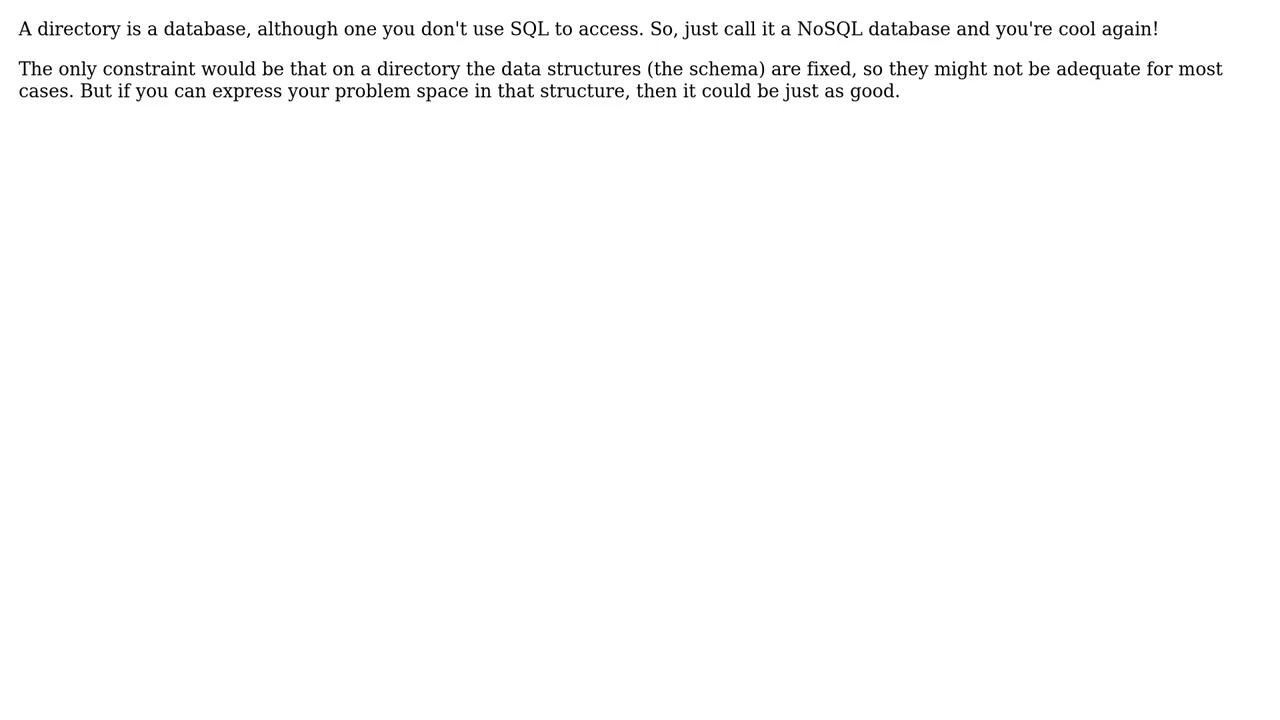 A directory is a database, although one you don't use SQL to access. So, just call it a NoSQL database and you're cool again!
The only constraint would be that on a directory the data structures (the schema) are fixed, so they might not be adequate for most
cases. But if you can express your problem space in that structure, then it could be just as good.